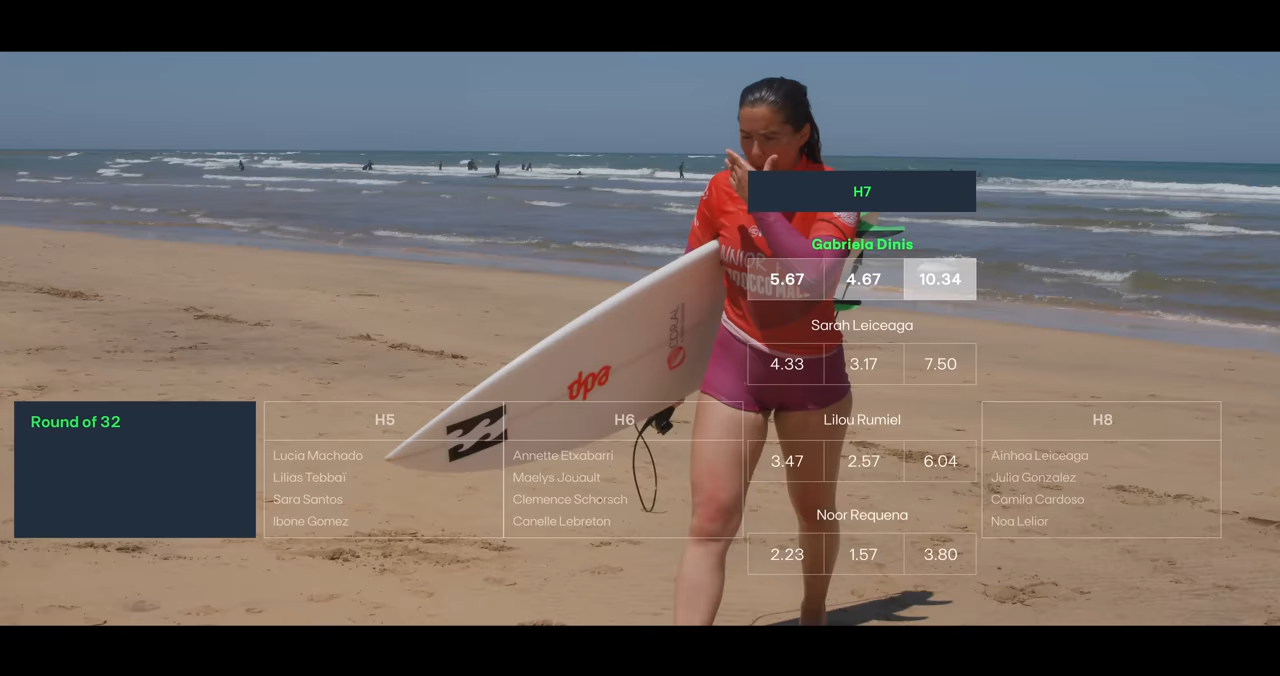 H7
Gabriela Dinis
5.67 4.67 10.34
Sarah Leiceaga
4.33 3.17 7.50
Lilou Rumiel
3.47 2.57 6.04
Noor Requena
2.23 1.57 3.80
Round of 32
H5
Lucia Machado
Lilias Tebbaï
Sara Santos
Ibone Gomez
H6
Annette Etxabarri
Maelys Jouault
Clemence Schorsch
Canelle Lebreton
H8
Ainhoa Leiceaga
Julia Gonzalez
Camila Cardoso
Noa Lelior
CORAL